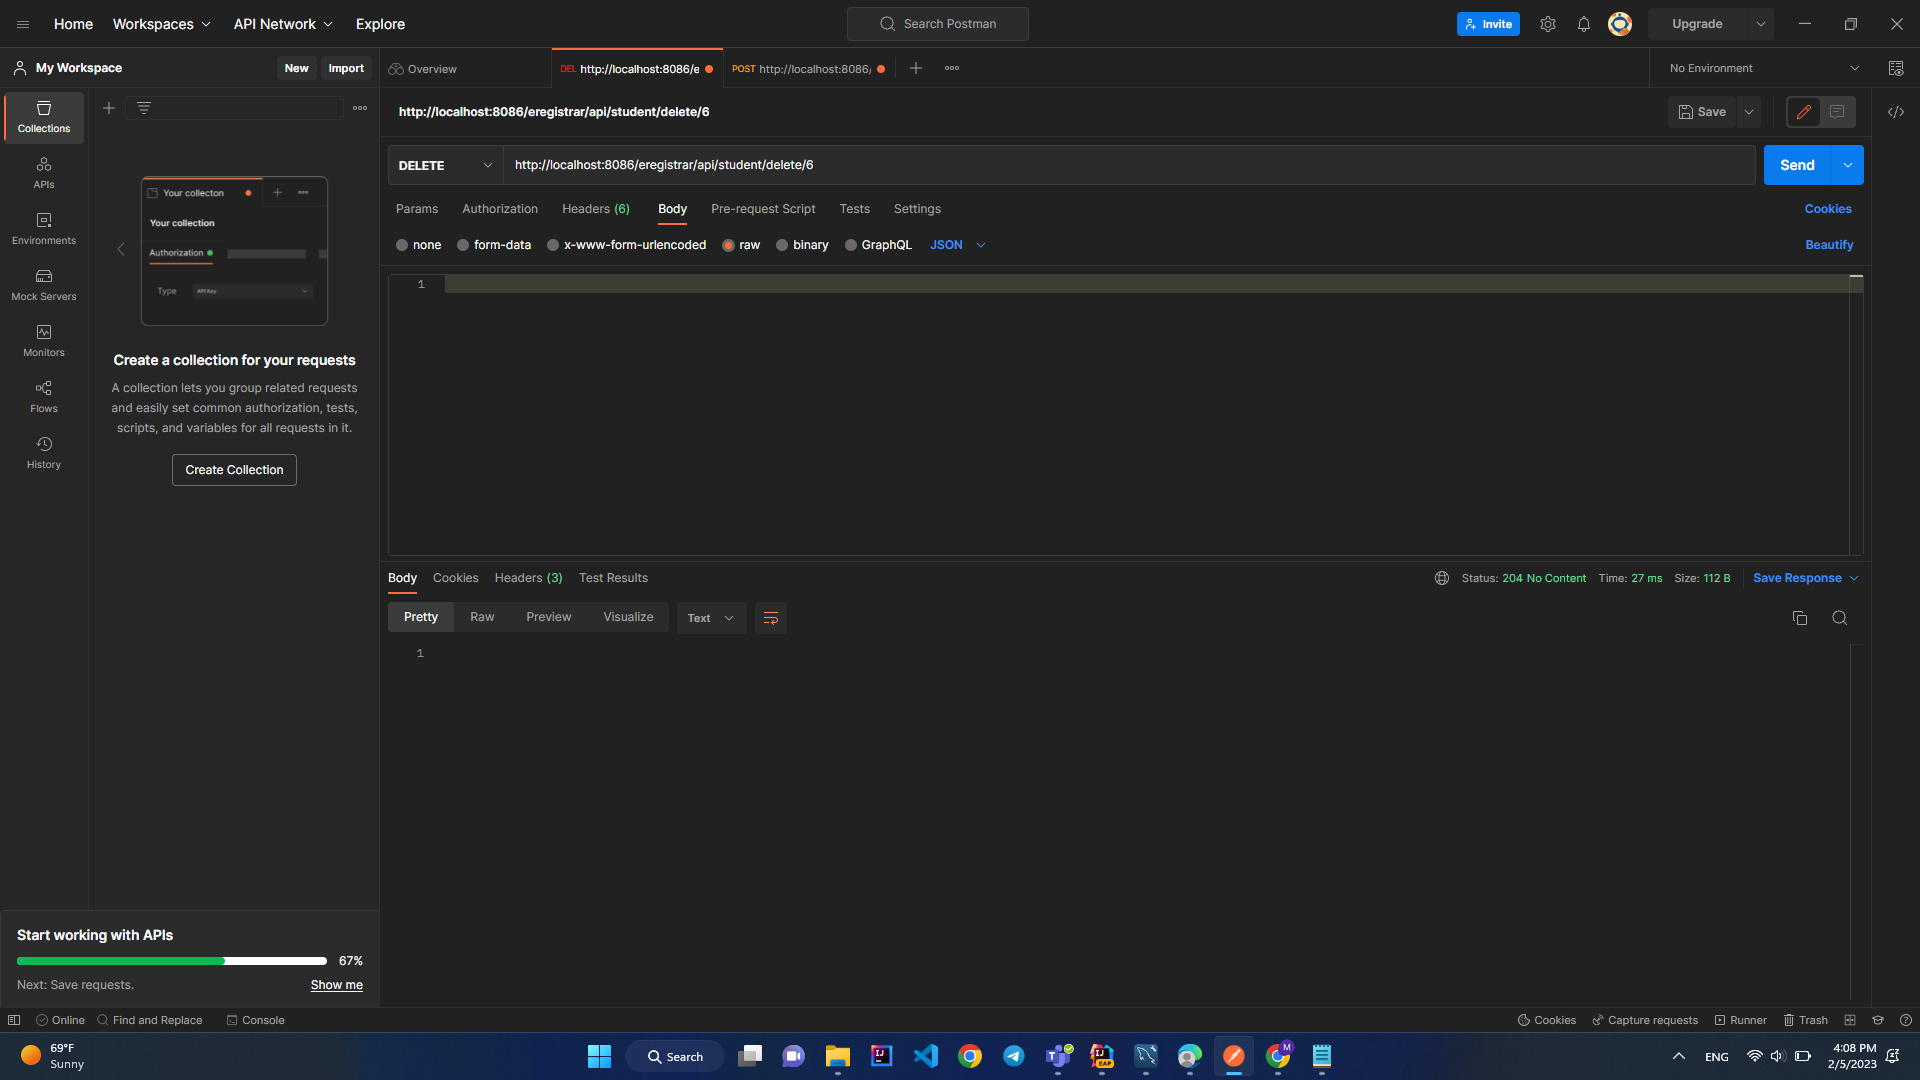 Home Workspaces API Network Explore
Search Postman
Invite Upgrade
My Workspace New Import
Overview
DEL http://localhost:8086/e
POST http://localhost:8086/
No Environment
Collections
APIs
Environments
Mock Servers
Monitors
Flows
History
Your collecton
Your collection
Authorization
Type API Key
Create a collection for your requests
A collection lets you group related requests
and easily set common authorization, tests,
scripts, and variables for all requests in it.
Create Collection
http://localhost:8086/eregistrar/api/student/delete/6
Save
DELETE http://localhost:8086/eregistrar/api/student/delete/6
Send
Params Authorization Headers (6) Body Pre-request Script Tests Settings
Cookies
none form-data x-www-form-urlencoded raw binary GraphQL JSON
Beautify
1
Body Cookies Headers (3) Test Results
Status: 204 No Content Time: 27 ms Size: 112 B Save Response
Pretty Raw Preview Visualize Text
1
Start working with APIs
67%
Next: Save requests. Show me
Online Find and Replace Console
Cookies Capture requests Runner Trash
69°F
Sunny
Search
ENG
4:08 PM
2/5/2023